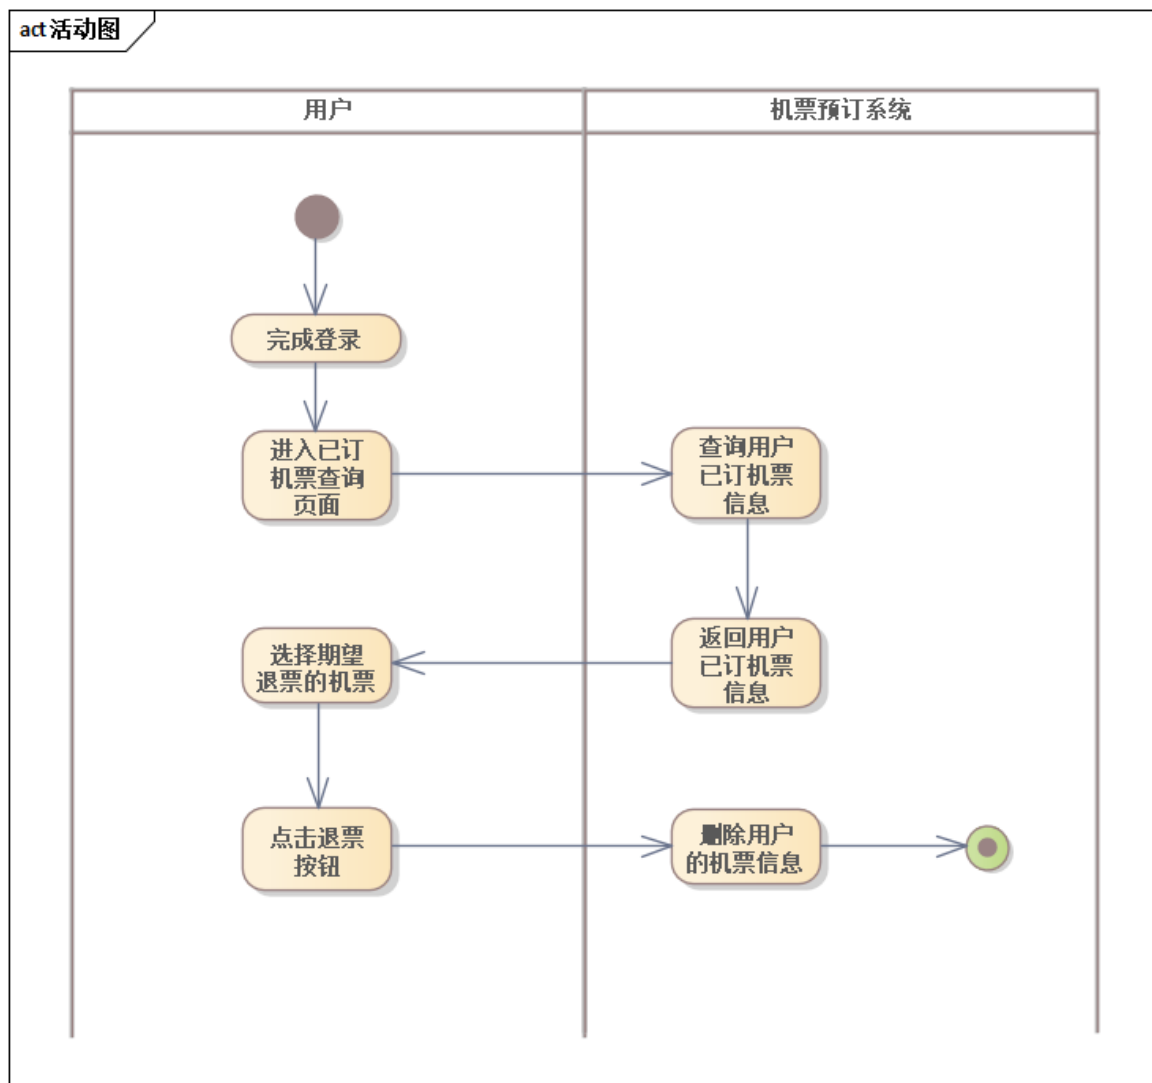 act 活动图
用户
机票预订系统
完成登录
进入已订
机票查询
页面
查询用户
已订机票
信息
返回用户
已订机票
信息
选择期望
退票的机票
点击退票
按钮
删除用户
的机票信息